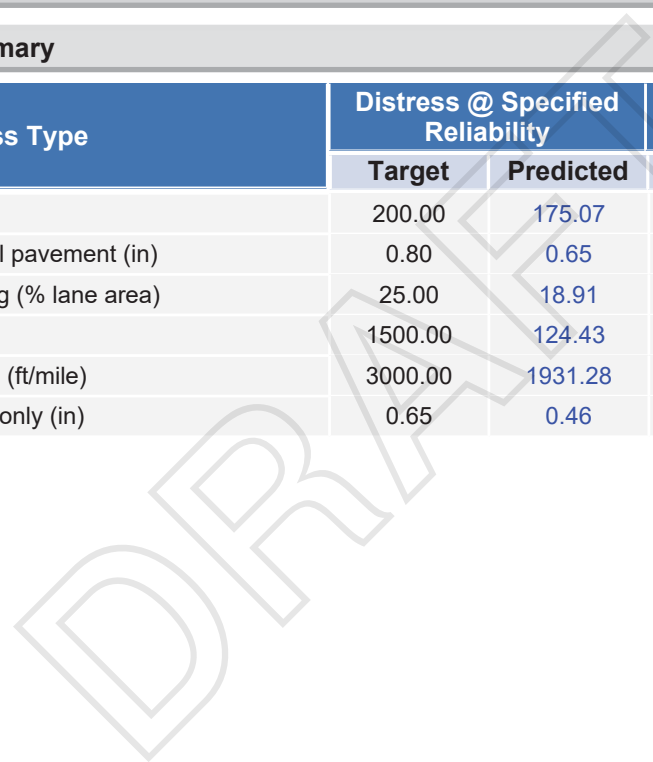 mary
ss Type
Distress @ Specified
Reliability
Target Predicted
200.00 175.07
l pavement (in) 0.80 0.65
g (% lane area) 25.00 18.91
1500.00 124.43
(ft/mile) 3000.00 1931.28
only (in) 0.65 0.46
DRAFT